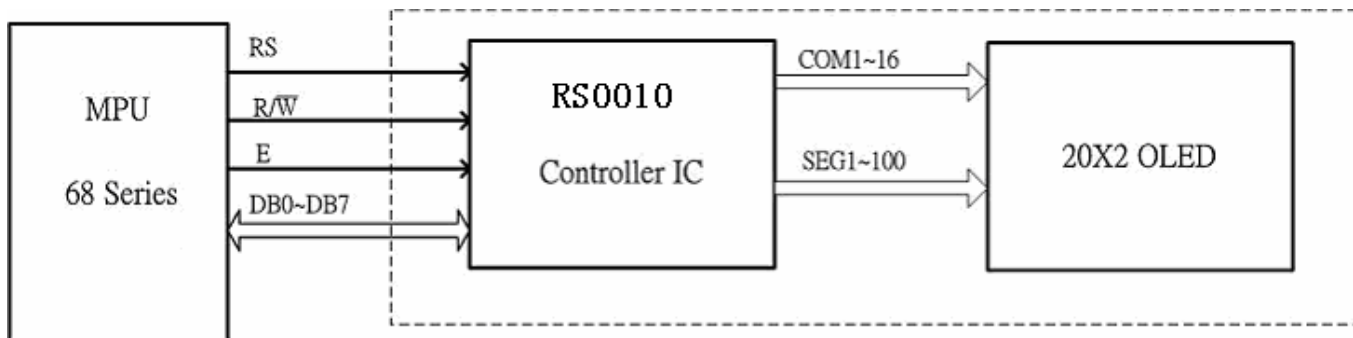 MPU
68 Series
RS
R/W̅
E
DB0~DB7
RS0010
Controller IC
COM1~16
SEG1~100
20X2 OLED